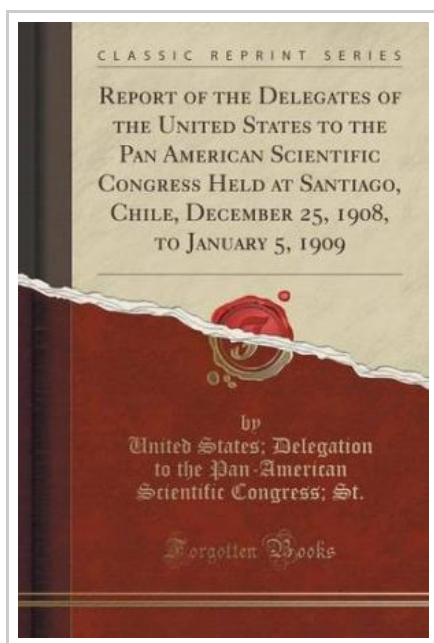 CLASSIC REPRINT SERIES
REPORT OF THE DELEGATES OF
THE UNITED STATES TO THE
PAN AMERICAN SCIENTIFIC
CONGRESS HELD AT SANTIAGO,
CHILE, DECEMBER 25, 1908,
TO JANUARY 5, 1909
by
United States; Delegation
to the Pan-American
Scientific Congress; St.
Forgotten Books